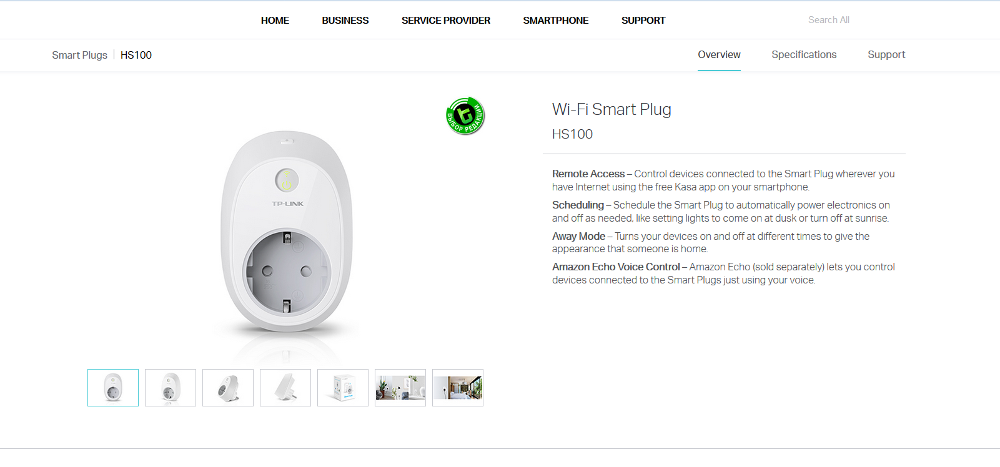 HOME BUSINESS SERVICE PROVIDER SMARTPHONE SUPPORT Search All
Smart Plugs HS100 Overview Specifications Support
ВЫБОР РЕДАКЦИИ
TP-LINK
Wi-Fi Smart Plug
HS100
Remote Access – Control devices connected to the Smart Plug wherever you
have Internet using the free Kasa app on your smartphone.
Scheduling – Schedule the Smart Plug to automatically power electronics on
and off as needed, like setting lights to come on at dusk or turn off at sunrise.
Away Mode – Turns your devices on and off at different times to give the
appearance that someone is home.
Amazon Echo Voice Control – Amazon Echo (sold separately) lets you control
devices connected to the Smart Plugs just using your voice.